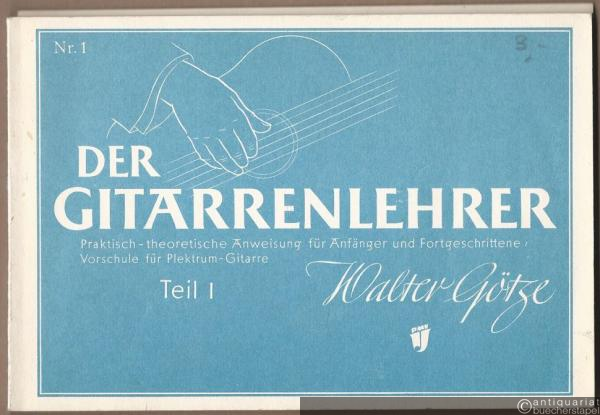 Nr. 1
3,-
DER
GITARRENLEHRER
Praktisch-theoretische Anweisung für Anfänger und Fortgeschrittene,
Vorschule für Plektrum-Gitarre
Teil I
Walter Götze
©antiquariat
buecherstapel